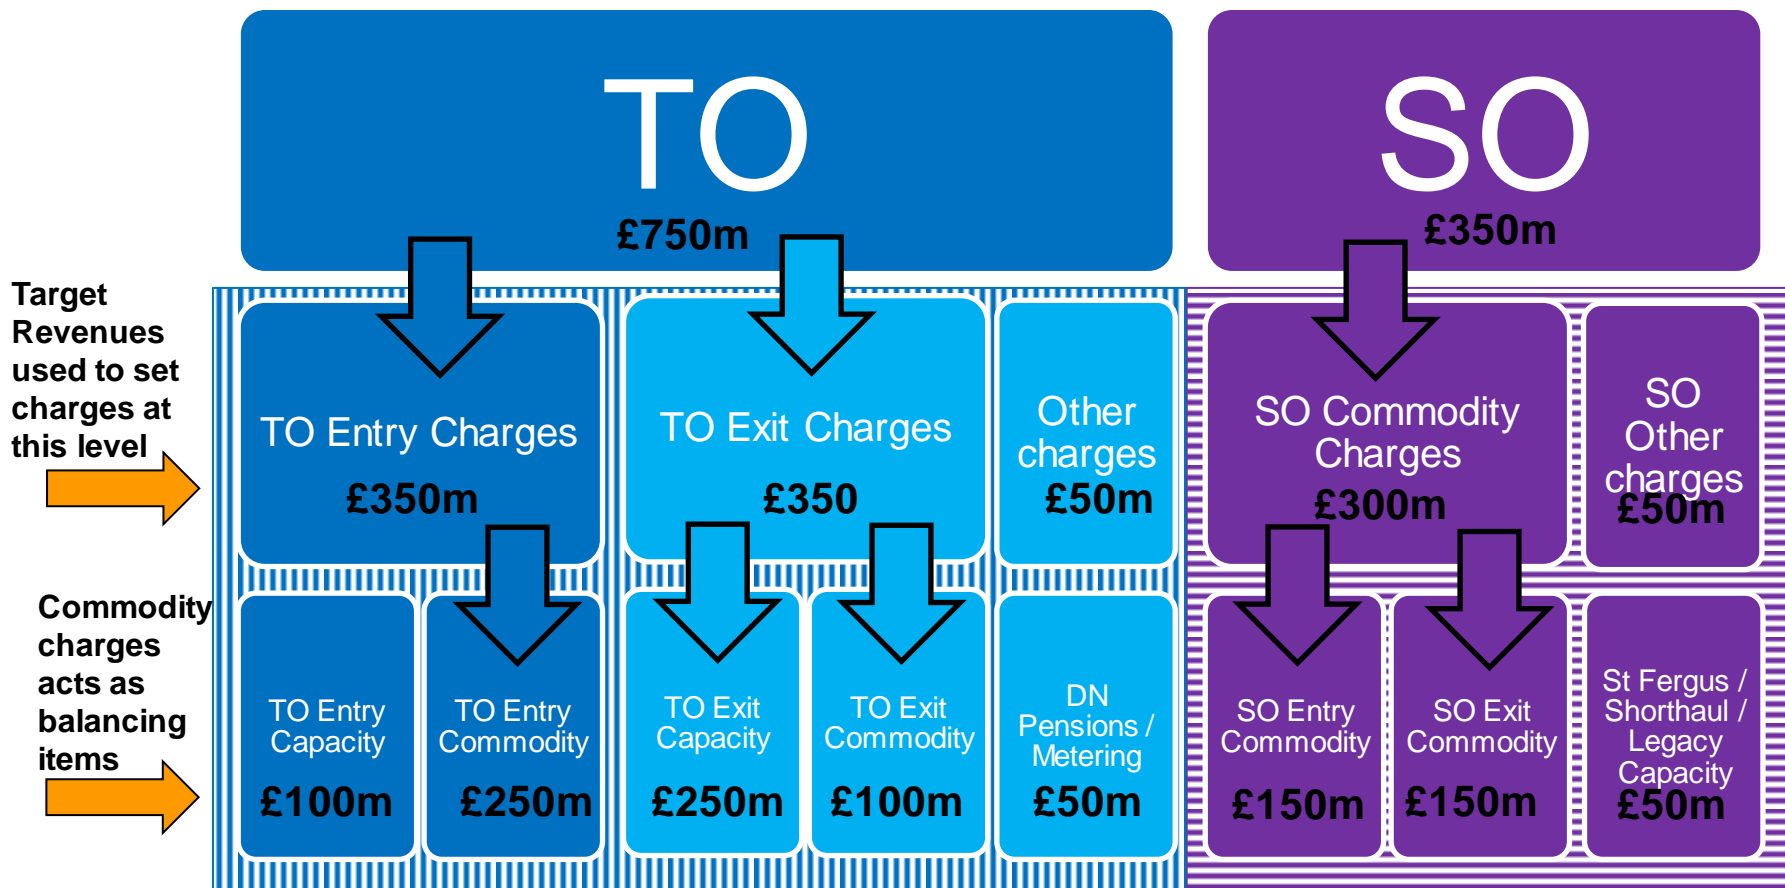 TO
£750m
SO
£350m
Target
Revenues
used to set
charges at
this level
TO Entry Charges
£350m
TO Exit Charges
£350
Other
charges
£50m
SO Commodity
Charges
£300m
SO
Other
charges
£50m
Commodity
charges
acts as
balancing
items
TO Entry
Capacity
£100m
TO Entry
Commodity
£250m
TO Exit
Capacity
£250m
TO Exit
Commodity
£100m
DN
Pensions /
Metering
£50m
SO Entry
Commodity
£150m
SO Exit
Commodity
£150m
St Fergus /
Shorthaul /
Legacy
Capacity
£50m